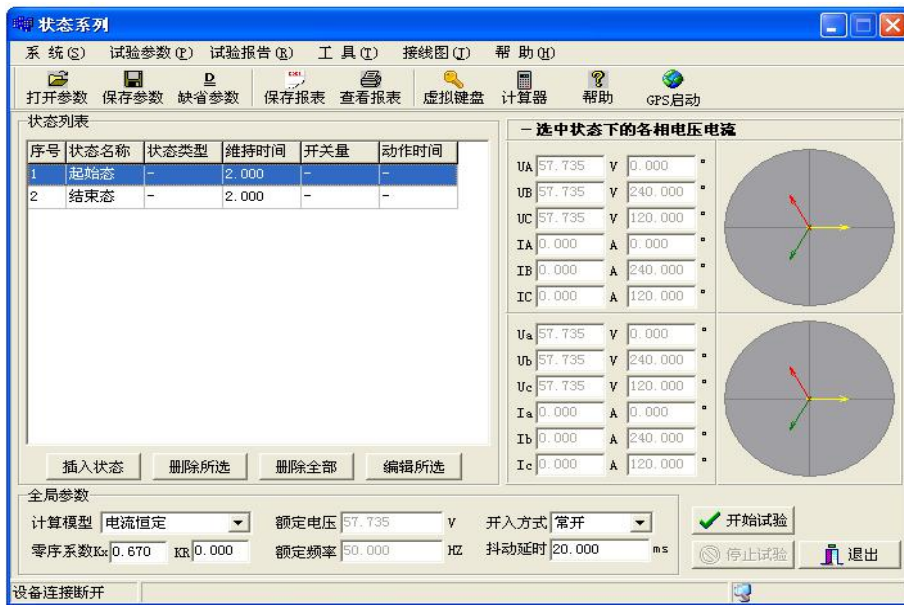 状态系列
系 统(S) 试验参数(P) 试验报告(R) 工 具(T) 接线图(J) 帮 助(H)
打开参数 保存参数 缺省参数 保存报表 查看报表 虚拟键盘 计算器 帮助 GPS启动
状态列表
序号 状态名称 状态类型 维持时间 开关量 动作时间
1 起始态 - 2.000 - -
2 结束态 - 2.000 - -
插入状态 删除所选 删除全部 编辑所选
－选中状态下的各相电压电流
UA 57.735 V 0.000 °
UB 57.735 V 240.000 °
UC 57.735 V 120.000 °
IA 0.000 A 0.000 °
IB 0.000 A 240.000 °
IC 0.000 A 120.000 °
Ua 57.735 V 0.000 °
Ub 57.735 V 240.000 °
Uc 57.735 V 120.000 °
Ia 0.000 A 0.000 °
Ib 0.000 A 240.000 °
Ic 0.000 A 120.000 °
全局参数
计算模型 电流恒定 额定电压 57.735 V 开入方式 常开
零序系数Kx 0.670 KR 0.000 额定频率 50.000 HZ 抖动延时 20.000 ms
开始试验
停止试验 退出
设备连接断开